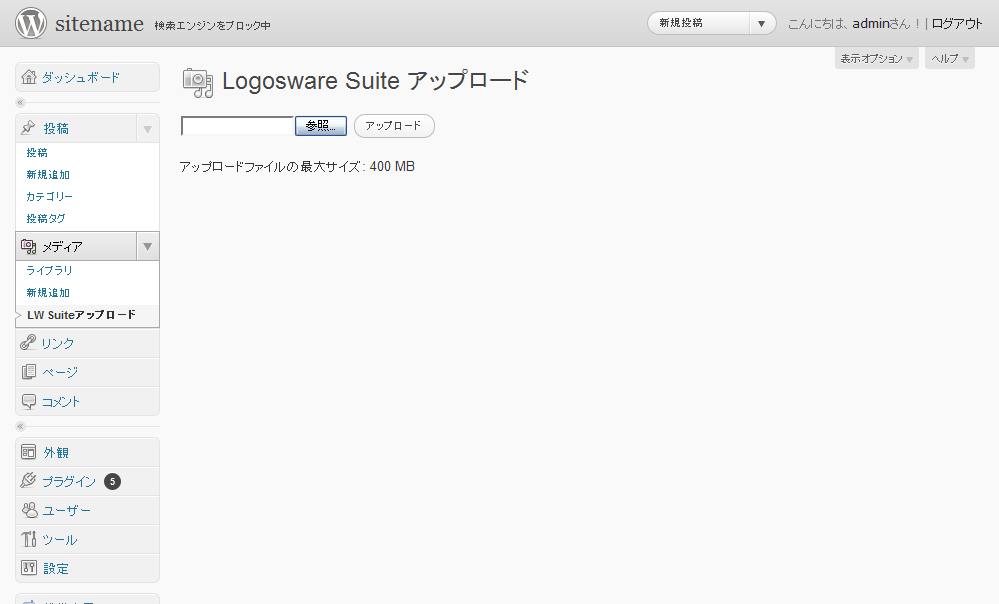 sitename 検索エンジンをブロック中
新規投稿
こんにちは、adminさん！ | ログアウト
表示オプション
ヘルプ
ダッシュボード
投稿
投稿
新規追加
カテゴリー
投稿タグ
メディア
ライブラリ
新規追加
LW Suiteアップロード
リンク
ページ
コメント
外観
プラグイン 5
ユーザー
ツール
設定
Logosware Suite アップロード
参照...
アップロード
アップロードファイルの最大サイズ: 400 MB